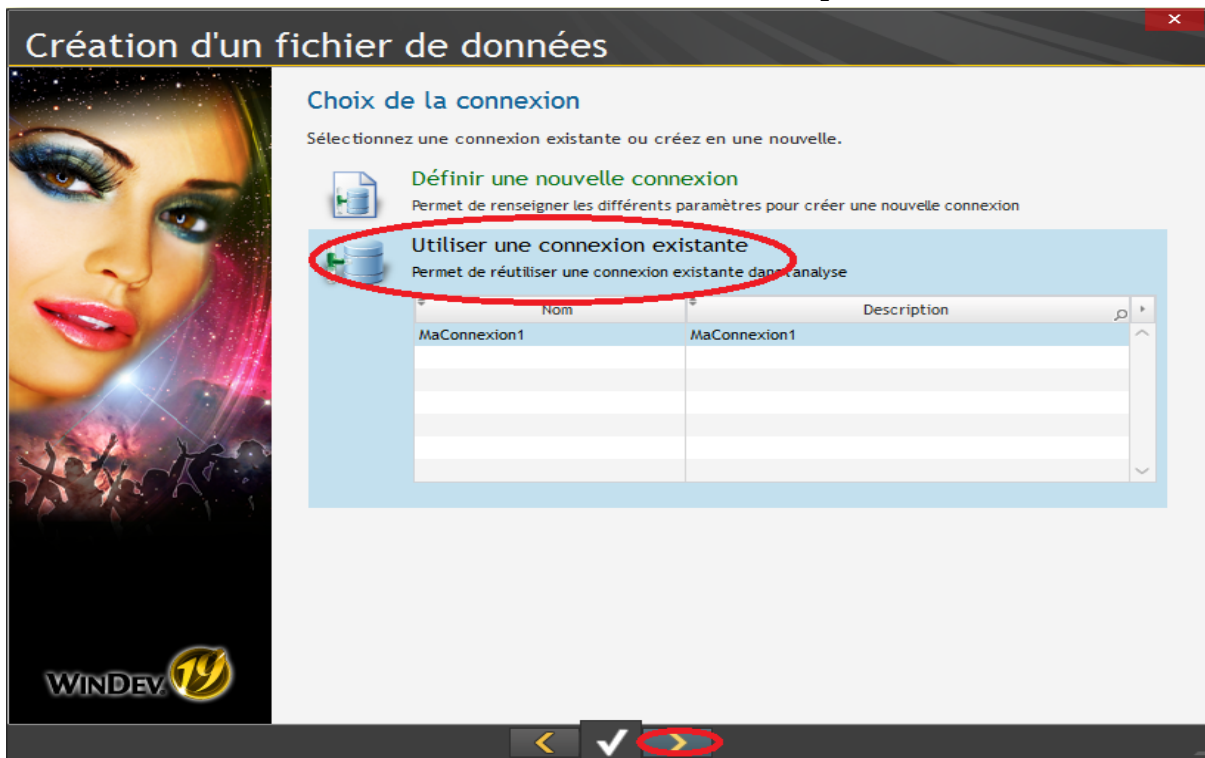 Création d'un fichier de données
Choix de la connexion
Sélectionnez une connexion existante ou créez en une nouvelle.
Définir une nouvelle connexion
Permet de renseigner les différents paramètres pour créer une nouvelle connexion
Utiliser une connexion existante
Permet de réutiliser une connexion existante dans l'analyse
Nom Description
MaConnexion1 MaConnexion1
WINDEV. 19